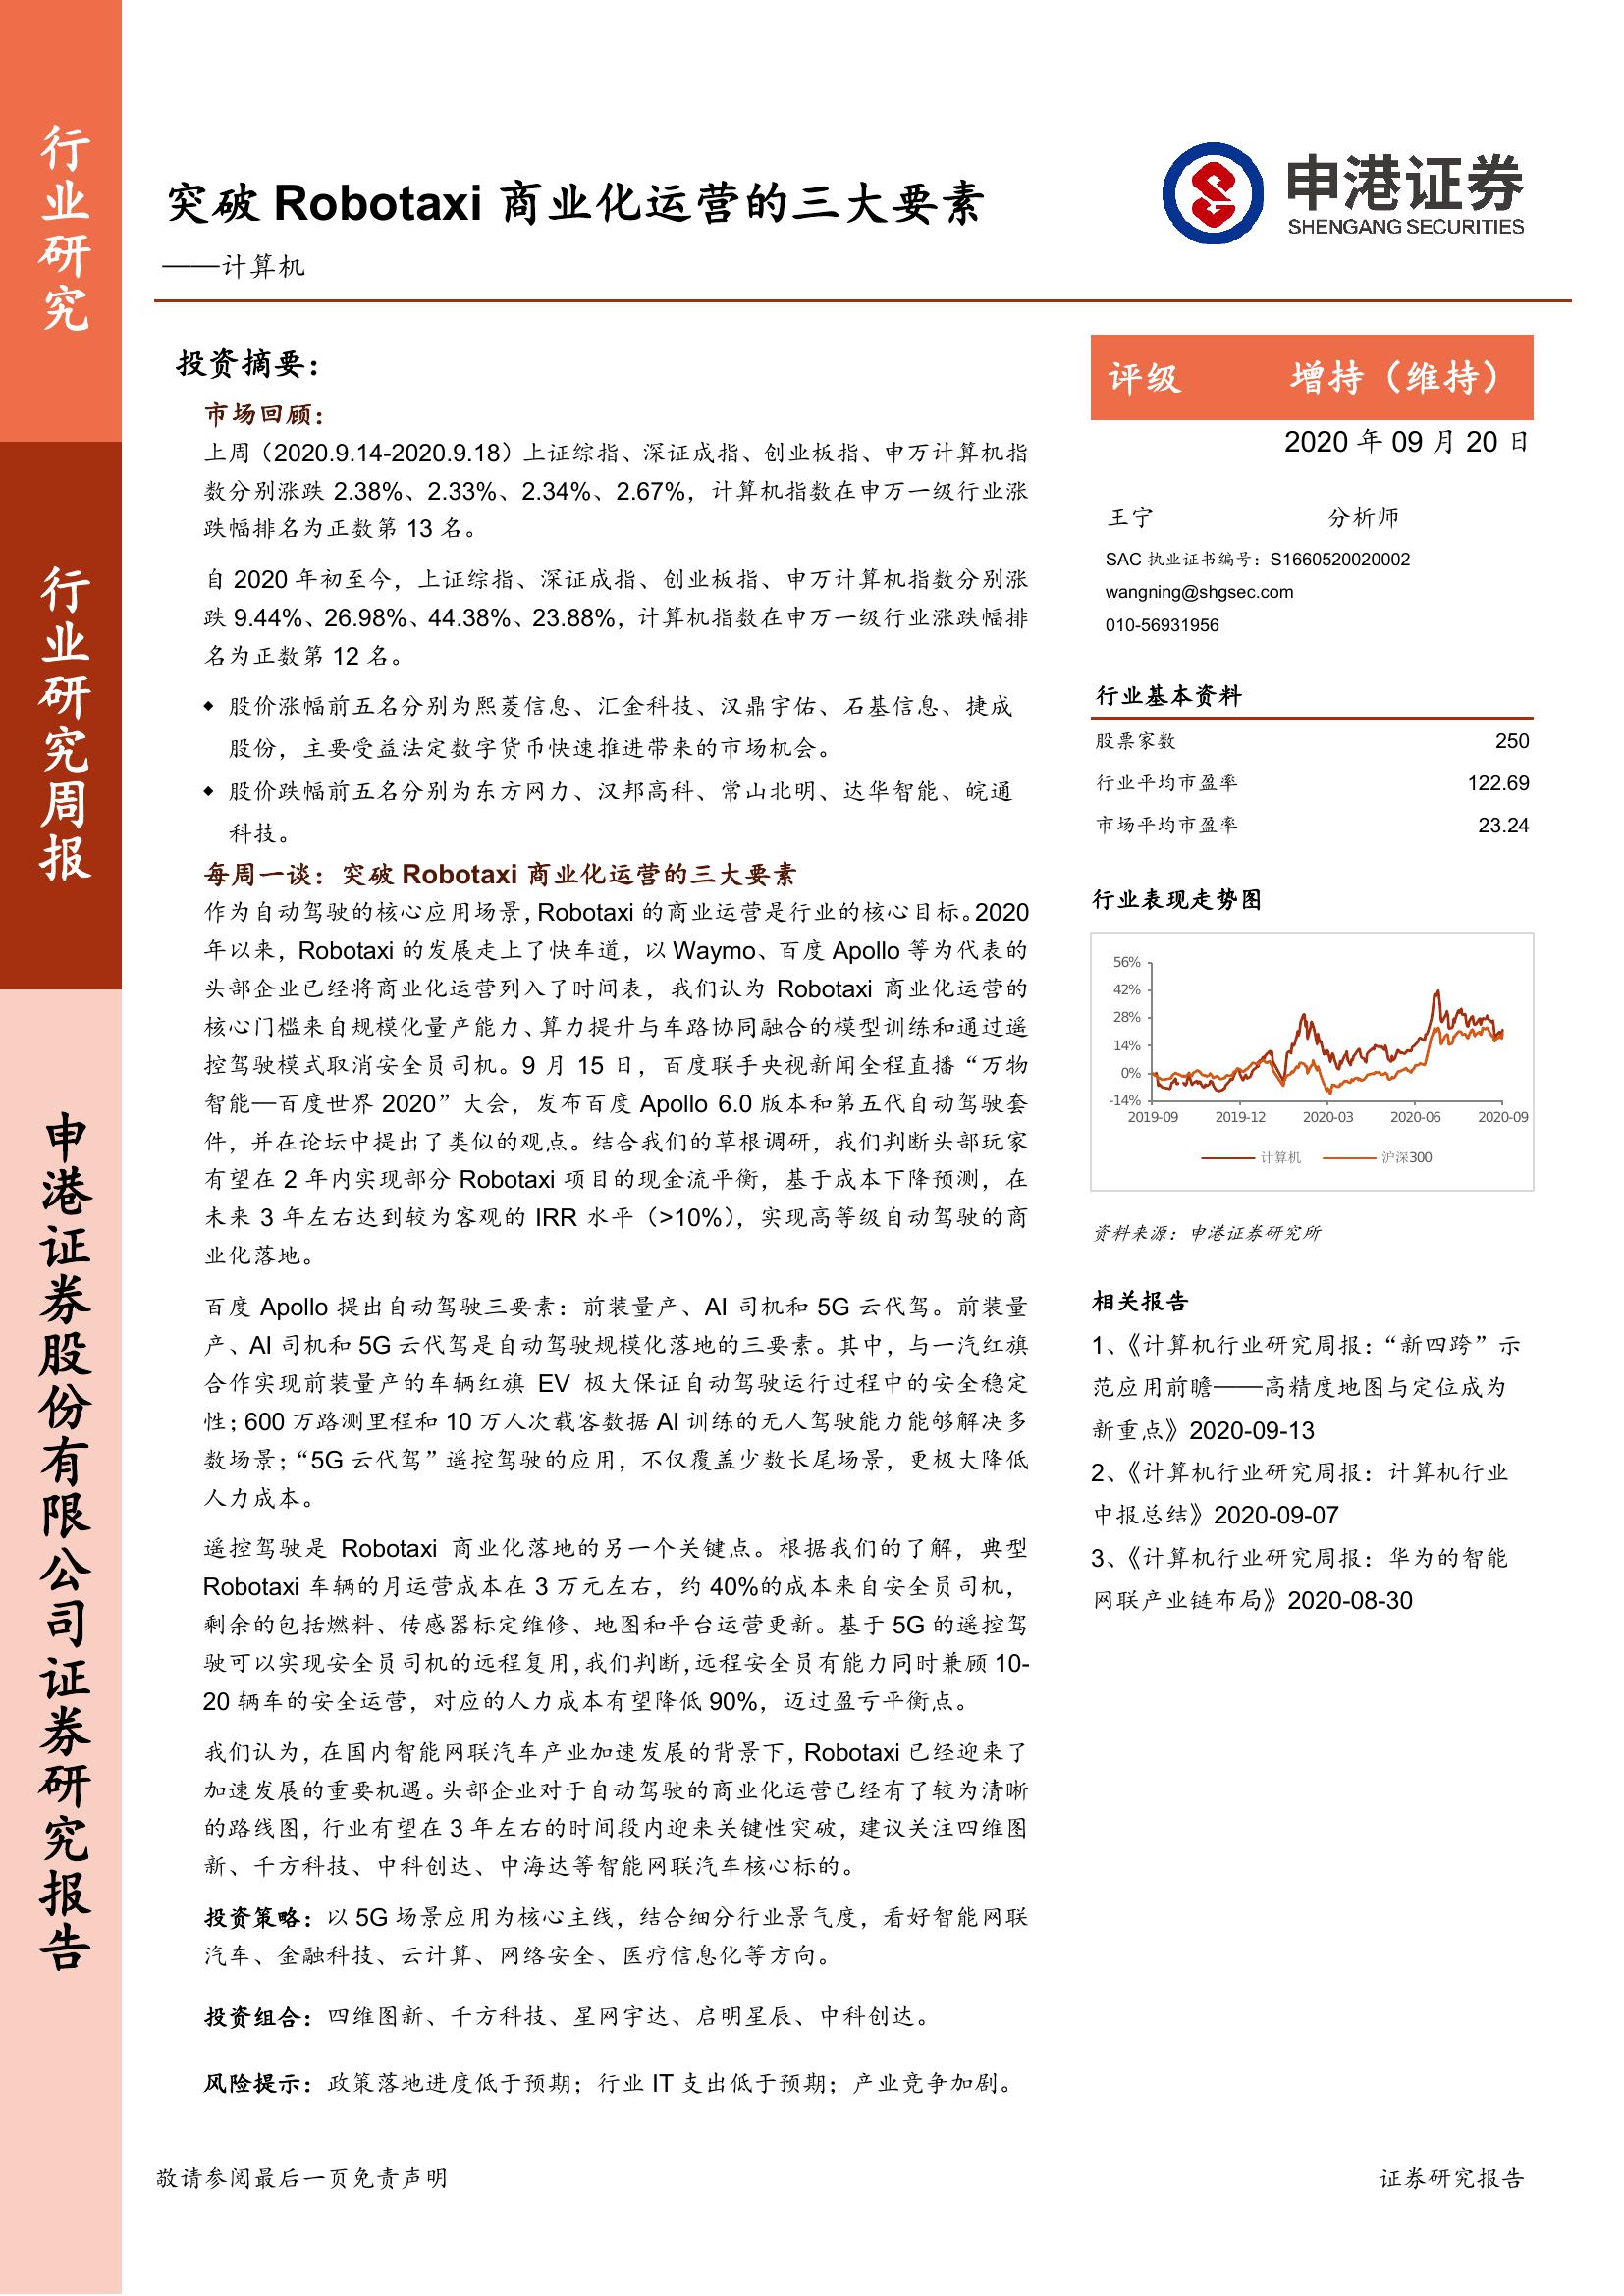 行业研究
行业研究周报
申港证券股份有限公司证券研究报告
突破 Robotaxi 商业化运营的三大要素
——计算机
申港证券
SHENGANG SECURITIES
投资摘要：
市场回顾：
上周（2020.9.14-2020.9.18）上证综指、深证成指、创业板指、申万计算机指
数分别涨跌 2.38%、2.33%、2.34%、2.67%，计算机指数在申万一级行业涨
跌幅排名为正数第 13 名。
自 2020 年初至今，上证综指、深证成指、创业板指、申万计算机指数分别涨
跌 9.44%、26.98%、44.38%、23.88%，计算机指数在申万一级行业涨跌幅排
名为正数第 12 名。
◆ 股价涨幅前五名分别为熙菱信息、汇金科技、汉鼎宇佑、石基信息、捷成
股份，主要受益法定数字货币快速推进带来的市场机会。
◆ 股价跌幅前五名分别为东方网力、汉邦高科、常山北明、达华智能、皖通
科技。
每周一谈：突破 Robotaxi 商业化运营的三大要素
作为自动驾驶的核心应用场景，Robotaxi 的商业运营是行业的核心目标。2020
年以来，Robotaxi 的发展走上了快车道，以 Waymo、百度 Apollo 等为代表的
头部企业已经将商业化运营列入了时间表，我们认为 Robotaxi 商业化运营的
核心门槛来自规模化量产能力、算力提升与车路协同融合的模型训练和通过遥
控驾驶模式取消安全员司机。9 月 15 日，百度联手央视新闻全程直播“万物
智能—百度世界 2020”大会，发布百度 Apollo 6.0 版本和第五代自动驾驶套
件，并在论坛中提出了类似的观点。结合我们的草根调研，我们判断头部玩家
有望在 2 年内实现部分 Robotaxi 项目的现金流平衡，基于成本下降预测，在
未来 3 年左右达到较为客观的 IRR 水平（>10%），实现高等级自动驾驶的商
业化落地。
百度 Apollo 提出自动驾驶三要素：前装量产、AI 司机和 5G 云代驾。前装量
产、AI 司机和 5G 云代驾是自动驾驶规模化落地的三要素。其中，与一汽红旗
合作实现前装量产的车辆红旗 EV 极大保证自动驾驶运行过程中的安全稳定
性；600 万路测里程和 10 万人次载客数据 AI 训练的无人驾驶能力能够解决多
数场景；“5G 云代驾”遥控驾驶的应用，不仅覆盖少数长尾场景，更极大降低
人力成本。
遥控驾驶是 Robotaxi 商业化落地的另一个关键点。根据我们的了解，典型
Robotaxi 车辆的月运营成本在 3 万元左右，约 40%的成本来自安全员司机，
剩余的包括燃料、传感器标定维修、地图和平台运营更新。基于 5G 的遥控驾
驶可以实现安全员司机的远程复用，我们判断，远程安全员有能力同时兼顾 10-
20 辆车的安全运营，对应的人力成本有望降低 90%，迈过盈亏平衡点。
我们认为，在国内智能网联汽车产业加速发展的背景下，Robotaxi 已经迎来了
加速发展的重要机遇。头部企业对于自动驾驶的商业化运营已经有了较为清晰
的路线图，行业有望在 3 年左右的时间段内迎来关键性突破，建议关注四维图
新、千方科技、中科创达、中海达等智能网联汽车核心标的。
投资策略：以 5G 场景应用为核心主线，结合细分行业景气度，看好智能网联
汽车、金融科技、云计算、网络安全、医疗信息化等方向。
投资组合：四维图新、千方科技、星网宇达、启明星辰、中科创达。
风险提示：政策落地进度低于预期；行业 IT 支出低于预期；产业竞争加剧。
评级 增持（维持）
2020 年 09 月 20 日
王宁 分析师
SAC 执业证书编号：S1660520020002
wangning@shgsec.com
010-56931956
行业基本资料
股票家数 250
行业平均市盈率 122.69
市场平均市盈率 23.24
行业表现走势图
56%
42%
28%
14%
0%
-14%
2019-09 2019-12 2020-03 2020-06 2020-09
计算机 沪深300
资料来源：申港证券研究所
相关报告
1、《计算机行业研究周报：“新四跨”示
范应用前瞻——高精度地图与定位成为
新重点》2020-09-13
2、《计算机行业研究周报：计算机行业
中报总结》2020-09-07
3、《计算机行业研究周报：华为的智能
网联产业链布局》2020-08-30
敬请参阅最后一页免责声明 证券研究报告